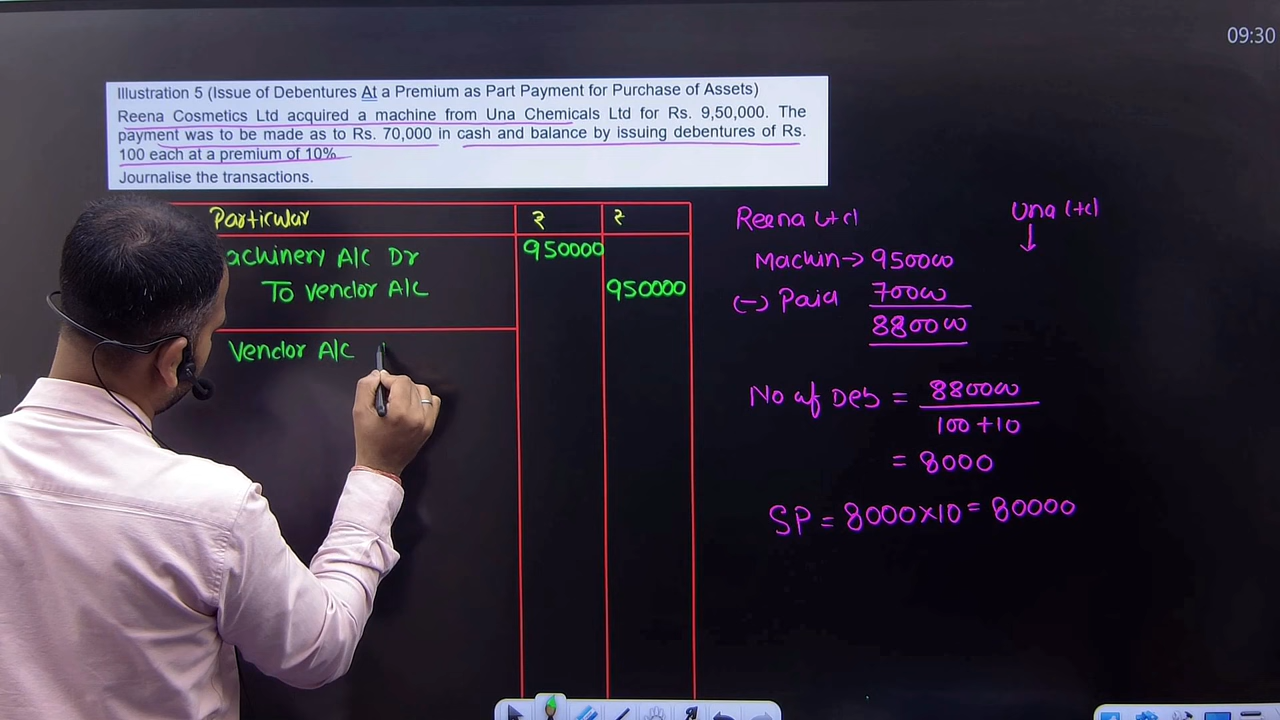 09:30
Illustration 5 (Issue of Debentures At a Premium as Part Payment for Purchase of Assets)
Reena Cosmetics Ltd acquired a machine from Una Chemicals Ltd for Rs. 9,50,000. The
payment was to be made as to Rs. 70,000 in cash and balance by issuing debentures of Rs.
100 each at a premium of 10%
Journalise the transactions.
Particular ₹ ₹
achinery A/C Dr 950000
To Vendor A/C 950000
Vendor A/C
Reena Ltd
Una Ltd
Machin → 950000
(-) Paid 70000
880000
No of Deb = 880000
100 + 10
= 8000
SP = 8000 × 10 = 80000